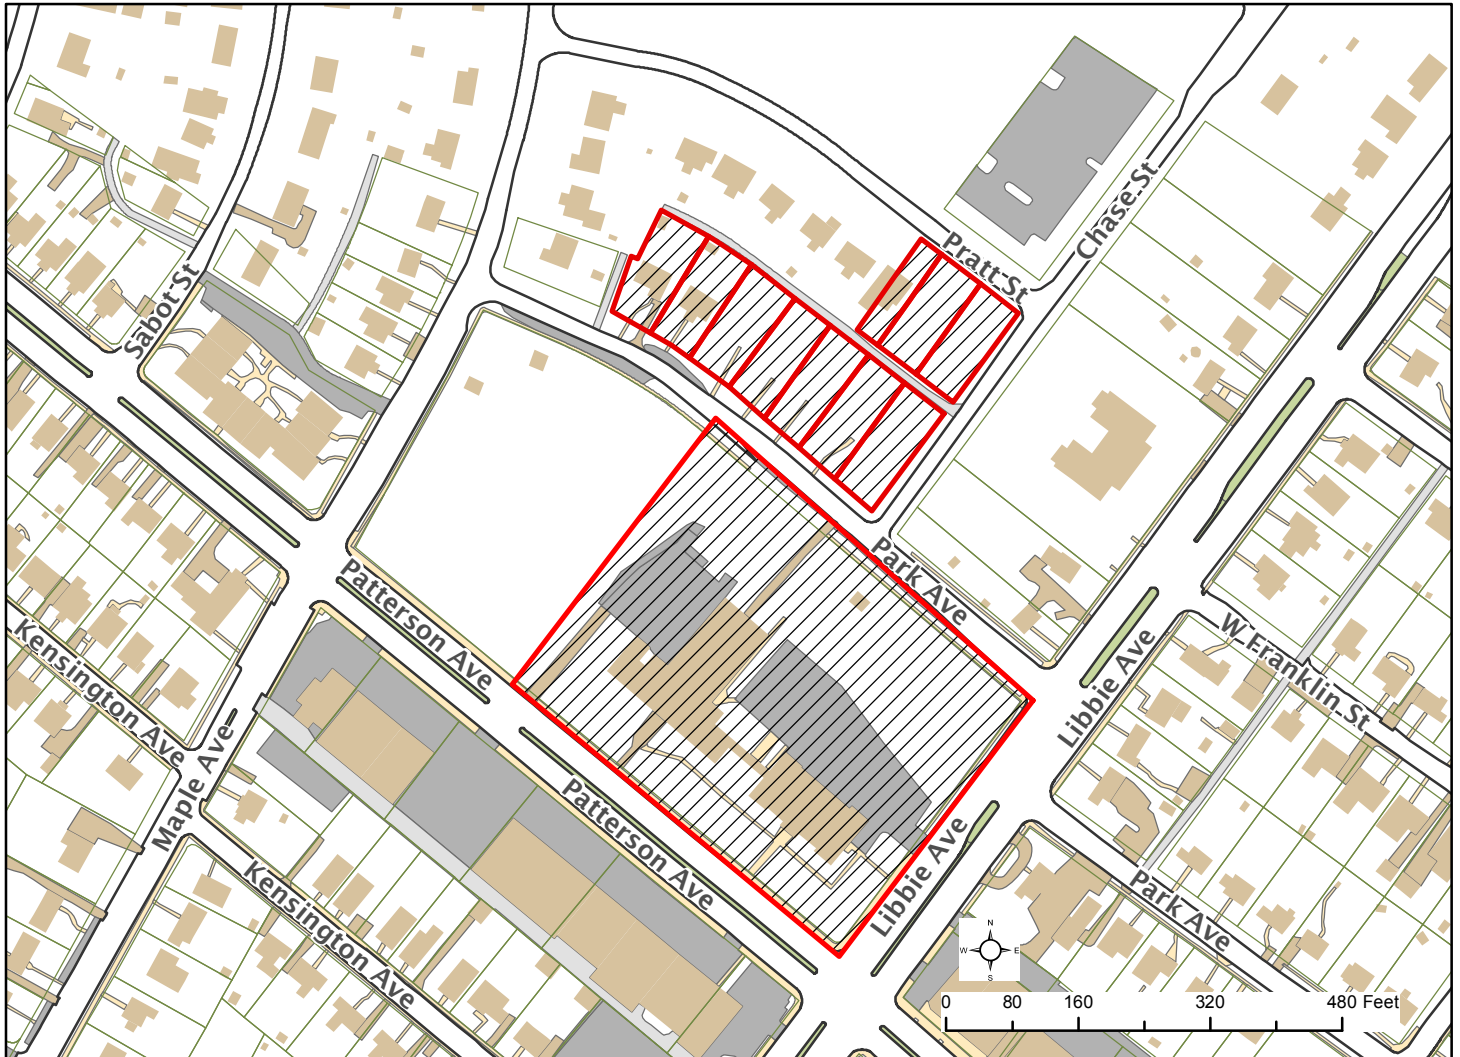 Pratt St
Chase St
Sabot St
Park Ave
Patterson Ave
Libbie Ave
W Franklin St
Kensington Ave
Maple Ave
Patterson Ave
Libbie Ave
Park Ave
Kensington Ave
N
W E
S
0 80 160 320 480 Feet